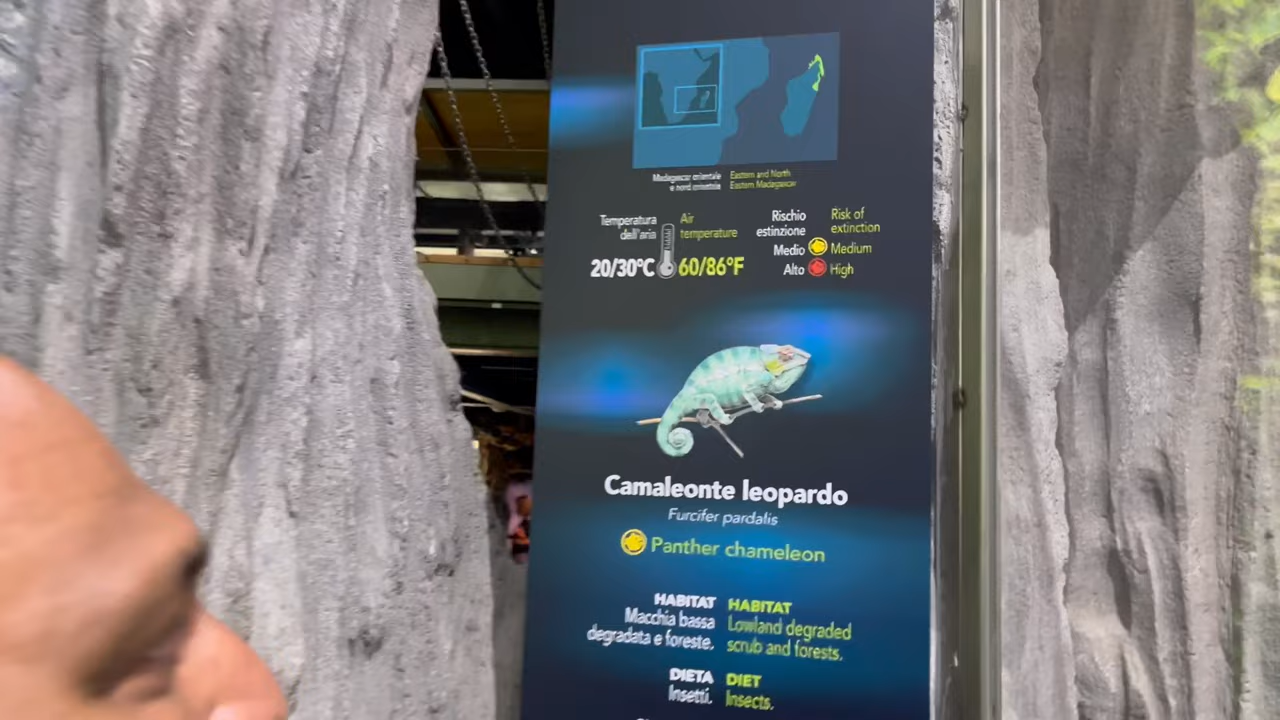 Madagascar orientale
e nord orientale
Eastern and North
Eastern Madagascar
Temperatura
dell'aria
Air
temperature
20/30°C
60/86°F
Rischio
estinzione
Risk of
extinction
Medio
Medium
Alto
High
Camaleonte leopardo
Furcifer pardalis
Panther chameleon
HABITAT
Macchia bassa
degradata e foreste.
HABITAT
Lowland degraded
scrub and forests.
DIETA
Insetti.
DIET
Insects.